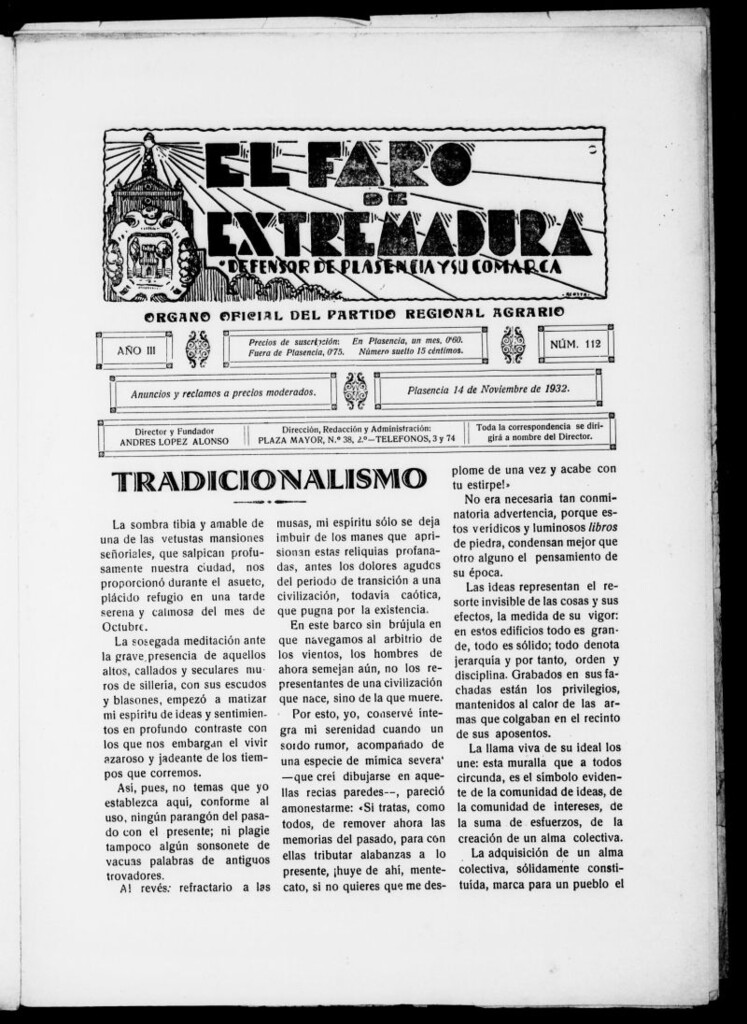 EL FARO
DE
EXTREMADURA
DEFENSOR DE PLASENCIA Y SU COMARCA
ORGANO OFICIAL DEL PARTIDO REGIONAL AGRARIO
AÑO III
Precios de suscripción: En Plasencia, un mes, 0'60.
Fuera de Plasencia, 0'75. Número suelto 15 céntimos.
NÚM. 112
Anuncios y reclamos a precios moderados.
Plasencia 14 de Noviembre de 1932.
Director y Fundador
ANDRES LOPEZ ALONSO
Dirección, Redacción y Administración:
PLAZA MAYOR, N.º 38, 2.º—TELEFONOS, 3 y 74
Toda la correspondencia se diri-
girá a nombre del Director.
TRADICIONALISMO
La sombra tibia y amable de
una de las vetustas mansiones
señoriales, que salpican profu-
samente nuestra ciudad, nos
proporcionó durante el asueto,
plácido refugio en una tarde
serena y calmosa del mes de
Octubre.
La sosegada meditación ante
la grave presencia de aquellos
altos, callados y seculares mu-
ros de sillería, con sus escudos
y blasones, empezó a matizar
mi espíritu de ideas y sentimien-
tos en profundo contraste con
los que nos embargan el vivir
azaroso y jadeante de los tiem-
pos que corremos.
Así, pues, no temas que yo
establezca aquí, conforme al
uso, ningún parangón del pasa-
do con el presente; ni plagie
tampoco algún sonsonete de
vacuas palabras de antiguos
trovadores.
Al revés: refractario a las
musas, mi espíritu sólo se deja
imbuir de los manes que apri-
sionan estas reliquias profana-
das, antes los dolores agudos
del periodo de transición a una
civilización, todavía caótica,
que pugna por la existencia.
En este barco sin brújula en
que navegamos al arbitrio de
los vientos, los hombres de
ahora semejan aún, no los re-
presentantes de una civilización
que nace, sino de la que muere.
Por esto, yo, conservé ínte-
gra mi serenidad cuando un
sordo rumor, acompañado de
una especie de mímica severa
—que creí dibujarse en aque-
llas recias paredes—, pareció
amonestarme: «Si tratas, como
todos, de remover ahora las
memorias del pasado, para con
ellas tributar alabanzas a lo
presente, ¡huye de ahí, mente-
cato, si no quieres que me des-
plome de una vez y acabe con
tu estirpe!»
No era necesaria tan conmi-
natoria advertencia, porque es-
tos verídicos y luminosos libros
de piedra, condensan mejor que
otro alguno el pensamiento de
su época.
Las ideas representan el re-
sorte invisible de las cosas y sus
efectos, la medida de su vigor:
en estos edificios todo es gran-
de, todo es sólido; todo denota
jerarquía y por tanto, orden y
disciplina. Grabados en sus fa-
chadas están los privilegios,
mantenidos al calor de las ar-
mas que colgaban en el recinto
de sus aposentos.
La llama viva de su ideal los
une: esta muralla que a todos
circunda, es el símbolo eviden-
te de la comunidad de ideas, de
la comunidad de intereses, de
la suma de esfuerzos, de la
creación de un alma colectiva.
La adquisición de un alma
colectiva, sólidamente consti-
tuída, marca para un pueblo el